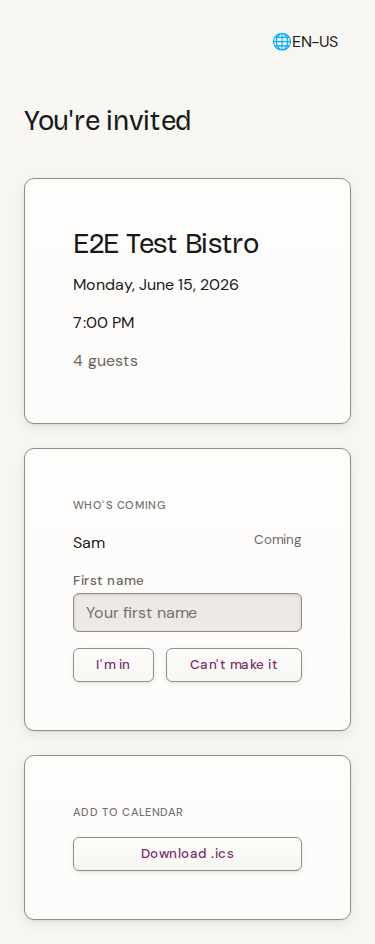 🌐EN-US
You're invited
E2E Test Bistro
Monday, June 15, 2026
7:00 PM
4 guests
WHO'S COMING
Sam Coming
First name
Your first name
I'm in Can't make it
ADD TO CALENDAR
Download .ics